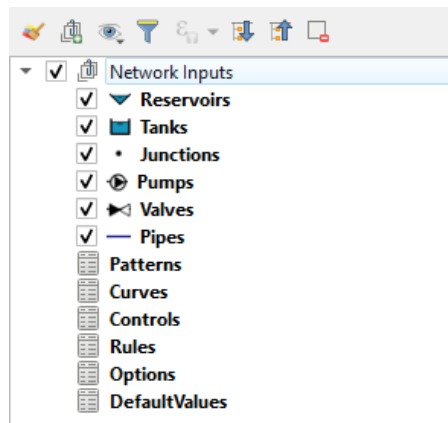 Network Inputs
Reservoirs
Tanks
Junctions
Pumps
Valves
Pipes
Patterns
Curves
Controls
Rules
Options
DefaultValues